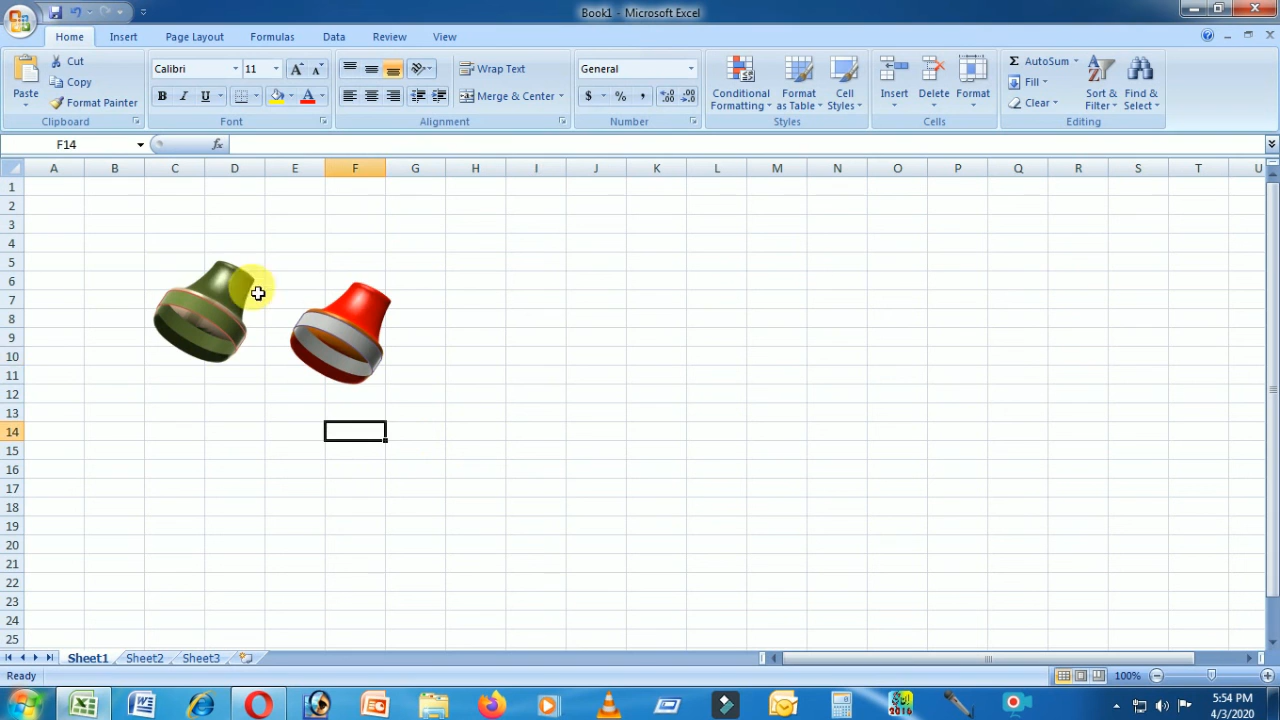 Book1 - Microsoft Excel
Home Insert Page Layout Formulas Data Review View
Paste Cut Copy Format Painter Clipboard
Calibri 11 B I U A Font
Wrap Text Merge & Center Alignment
General $ % , Number
Conditional Formatting Format as Table Cell Styles Styles
Insert Delete Format Cells
Σ AutoSum Fill Clear Sort & Filter Find & Select Editing
F14 fx
A B C D E F G H I J K L M N O P Q R S T U
1
2
3
4
5
6
7
8
9
10
11
12
13
14
15
16
17
18
19
20
21
22
23
24
25
Sheet1 Sheet2 Sheet3
Ready 100%
5:54 PM
4/3/2020